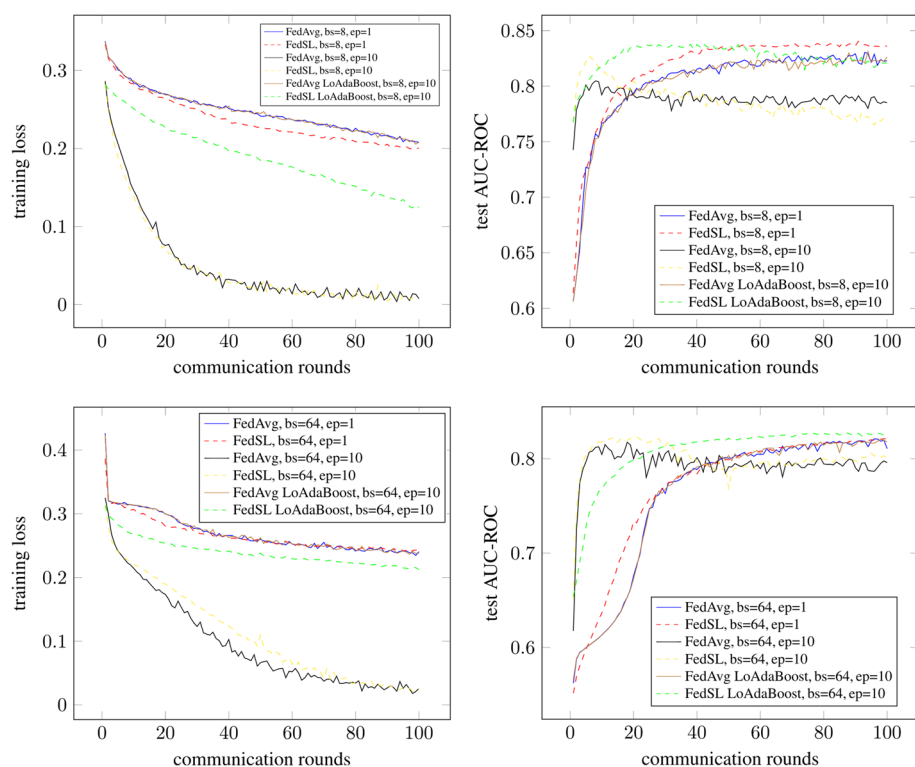 training loss
0.3
0.2
0.1
0
FedAvg, bs=8, ep=1
FedSL, bs=8, ep=1
FedAvg, bs=8, ep=10
FedSL, bs=8, ep=10
FedAvg LoAdaBoost, bs=8, ep=10
FedSL LoAdaBoost, bs=8, ep=10
0 20 40 60 80 100
communication rounds
test AUC-ROC
0.85
0.8
0.75
0.7
0.65
0.6
FedAvg, bs=8, ep=1
FedSL, bs=8, ep=1
FedAvg, bs=8, ep=10
FedSL, bs=8, ep=10
FedAvg LoAdaBoost, bs=8, ep=10
FedSL LoAdaBoost, bs=8, ep=10
0 20 40 60 80 100
communication rounds
training loss
0.4
0.3
0.2
0.1
0
FedAvg, bs=64, ep=1
FedSL, bs=64, ep=1
FedAvg, bs=64, ep=10
FedSL, bs=64, ep=10
FedAvg LoAdaBoost, bs=64, ep=10
FedSL LoAdaBoost, bs=64, ep=10
0 20 40 60 80 100
communication rounds
test AUC-ROC
0.8
0.7
0.6
FedAvg, bs=64, ep=1
FedSL, bs=64, ep=1
FedAvg, bs=64, ep=10
FedSL, bs=64, ep=10
FedAvg LoAdaBoost, bs=64, ep=10
FedSL LoAdaBoost, bs=64, ep=10
0 20 40 60 80 100
communication rounds